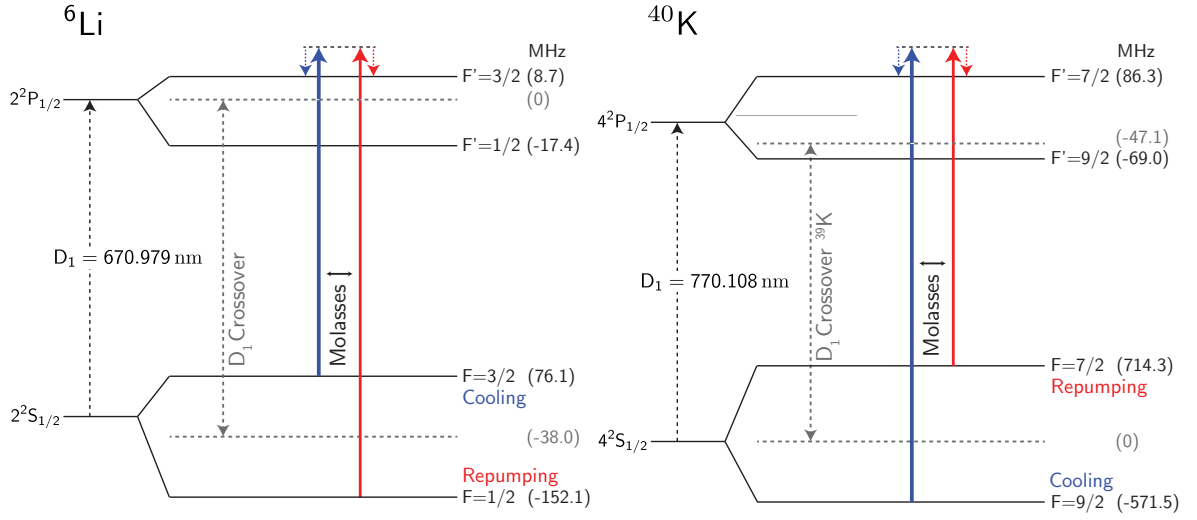 ⁶Li
MHz
F'=3/2 (8.7)
2²P₁/₂
(0)
F'=1/2 (-17.4)
D₁ = 670.979 nm
D₁ Crossover
Molasses
F=3/2 (76.1)
Cooling
2²S₁/₂
(-38.0)
Repumping
F=1/2 (-152.1)
⁴⁰K
MHz
F'=7/2 (86.3)
4²P₁/₂
(-47.1)
F'=9/2 (-69.0)
D₁ = 770.108 nm
D₁ Crossover ³⁹K
Molasses
F=7/2 (714.3)
Repumping
4²S₁/₂
(0)
Cooling
F=9/2 (-571.5)